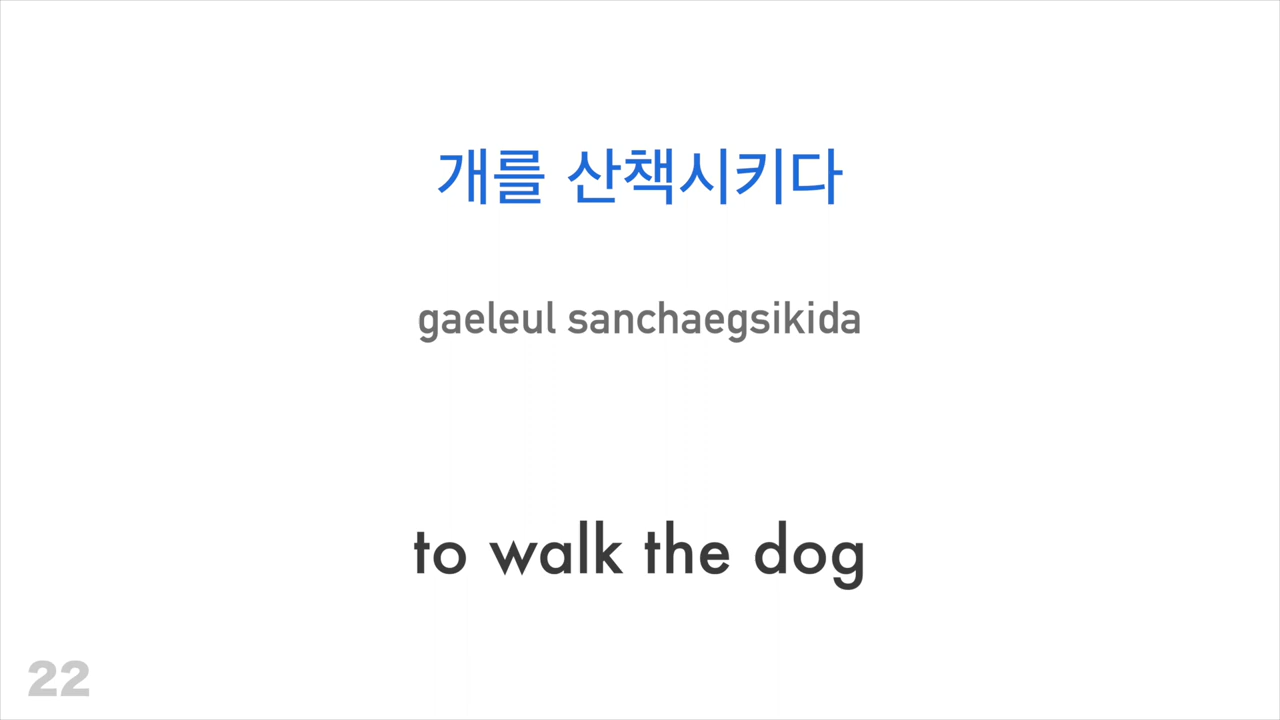 개를 산책시키다
gaeleul sanchaegsikida
to walk the dog
22